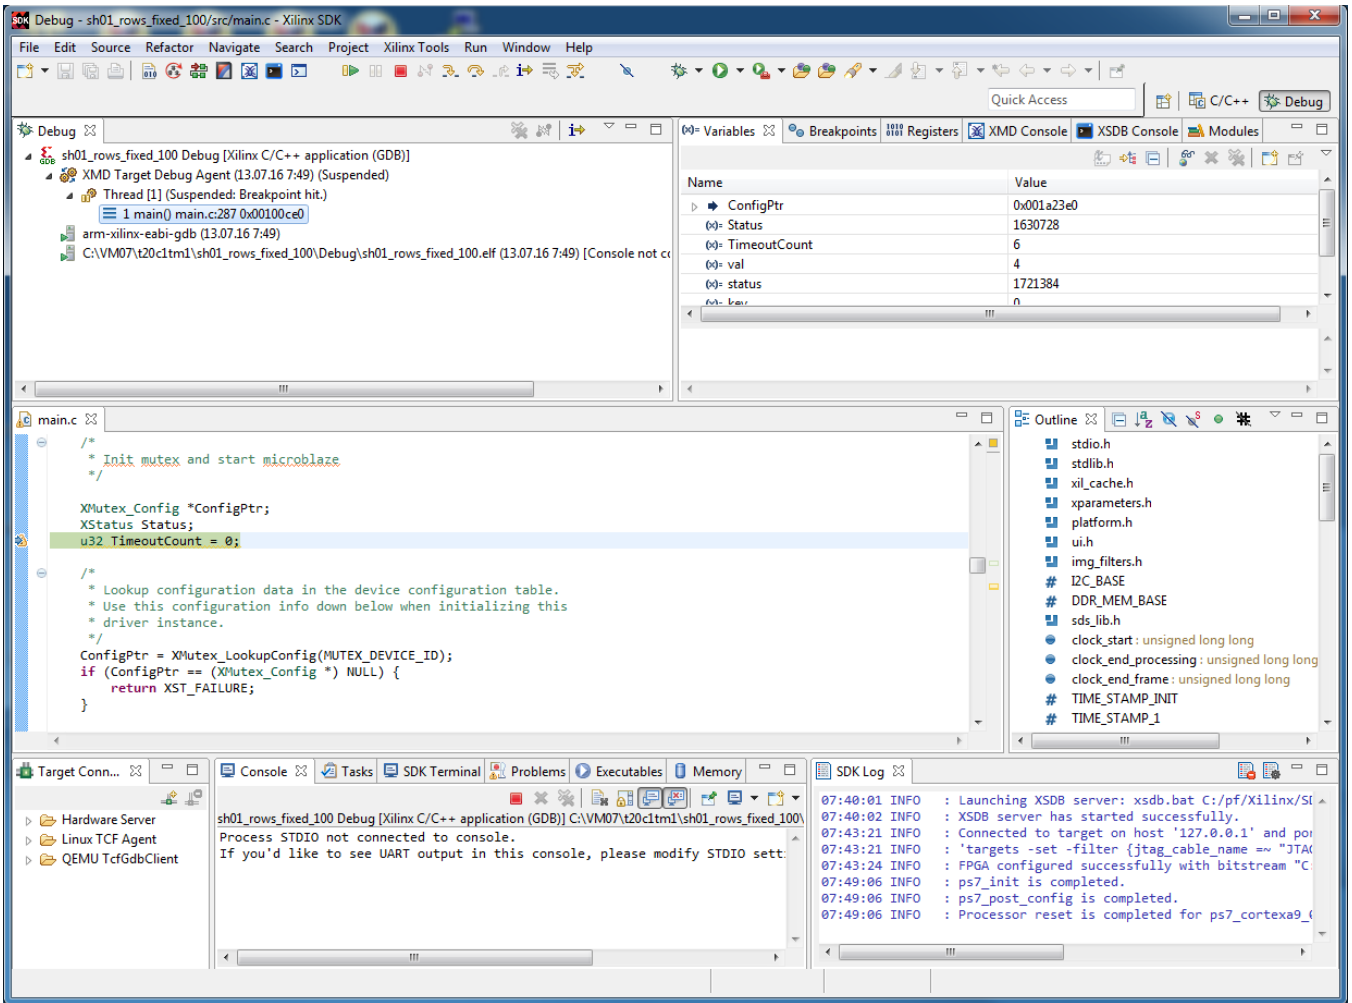 Debug - sh01_rows_fixed_100/src/main.c - Xilinx SDK
File Edit Source Refactor Navigate Search Project Xilinx Tools Run Window Help
Quick Access
C/C++ Debug
Debug
sh01_rows_fixed_100 Debug [Xilinx C/C++ application (GDB)]
XMD Target Debug Agent (13.07.16 7:49) (Suspended)
Thread [1] (Suspended: Breakpoint hit.)
1 main() main.c:287 0x00100ce0
arm-xilinx-eabi-gdb (13.07.16 7:49)
C:\VM07\t20c1tm1\sh01_rows_fixed_100\Debug\sh01_rows_fixed_100.elf (13.07.16 7:49) [Console not co
(x)= Variables Breakpoints Registers XMD Console XSDB Console Modules
Name Value
ConfigPtr 0x001a23e0
(x)= Status 1630728
(x)= TimeoutCount 6
(x)= val 4
(x)= status 1721384
(x)= key 0
main.c
/*
* Init mutex and start microblaze
*/
XMutex_Config *ConfigPtr;
XStatus Status;
u32 TimeoutCount = 0;
/*
* Lookup configuration data in the device configuration table.
* Use this configuration info down below when initializing this
* driver instance.
*/
ConfigPtr = XMutex_LookupConfig(MUTEX_DEVICE_ID);
if (ConfigPtr == (XMutex_Config *) NULL) {
return XST_FAILURE;
}
Outline
stdio.h
stdlib.h
xil_cache.h
xparameters.h
platform.h
ui.h
img_filters.h
# I2C_BASE
# DDR_MEM_BASE
sds_lib.h
clock_start : unsigned long long
clock_end_processing : unsigned long long
clock_end_frame : unsigned long long
# TIME_STAMP_INIT
# TIME_STAMP_1
Target Conn...
Hardware Server
Linux TCF Agent
QEMU TcfGdbClient
Console Tasks SDK Terminal Problems Executables Memory
sh01_rows_fixed_100 Debug [Xilinx C/C++ application (GDB)] C:\VM07\t20c1tm1\sh01_rows_fixed_100\
Process STDIO not connected to console.
If you'd like to see UART output in this console, please modify STDIO sett
SDK Log
07:40:01 INFO : Launching XSDB server: xsdb.bat C:/pf/Xilinx/SD
07:40:02 INFO : XSDB server has started successfully.
07:43:21 INFO : Connected to target on host '127.0.0.1' and por
07:43:21 INFO : 'targets -set -filter {jtag_cable_name =~ "JTAG
07:43:24 INFO : FPGA configured successfully with bitstream "C:
07:49:06 INFO : ps7_init is completed.
07:49:06 INFO : ps7_post_config is completed.
07:49:06 INFO : Processor reset is completed for ps7_cortexa9_0